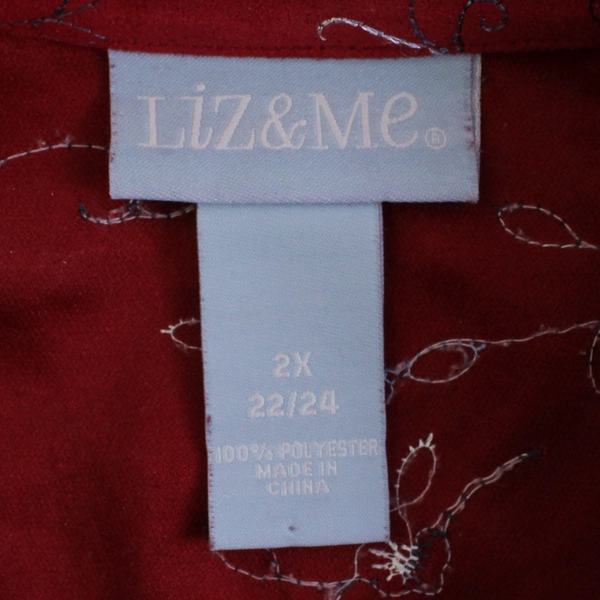 LiZ&Me®
2X
22/24
100% POLYESTER
MADE IN
CHINA